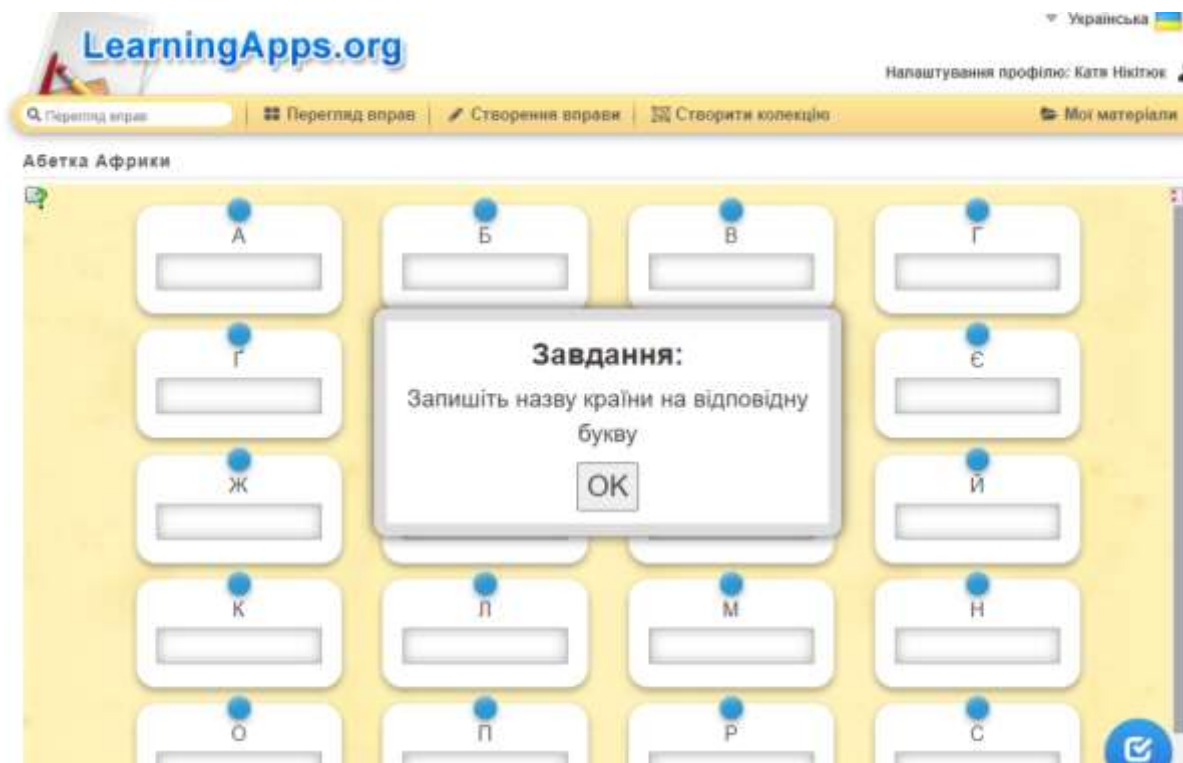 LearningApps.org
Українська
Налаштування профілю: Катя Нікітюк
Перегляд вправ
Перегляд вправ
Створення вправи
Створити колекцію
Мої матеріали
Абетка Африки
А
Б
В
Г
Ґ
Є
Ж
Й
Завдання:
Запишіть назву країни на відповідну
букву
OK
К
Л
М
Н
О
П
Р
С